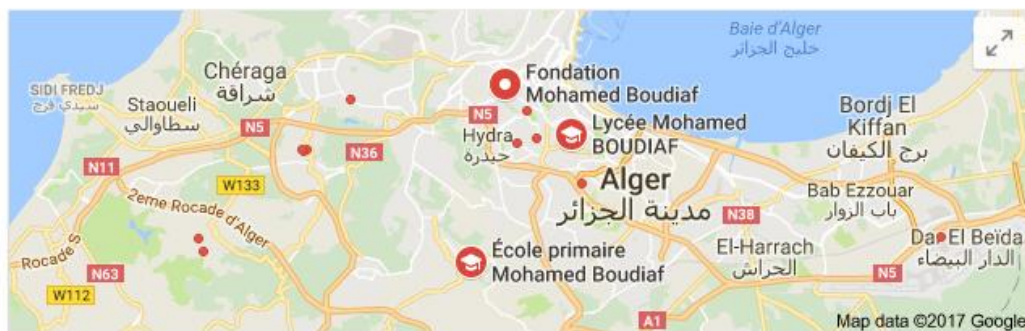 Baie d'Alger
خليج الجزائر
Chéraga
شراقة
SIDI FREDJ
سيدي فرج
Staoueli
سطاوالي
Fondation
Mohamed Boudiaf
N5
N5
Hydra
حيدرة
Lycée Mohamed
BOUDIAF
Bordj El
Kiffan
برج الكيفان
N11
N36
W133
Alger
مدينة الجزائر
Bab Ezzouar
باب الزوار
2eme Rocade d'Alger
N38
El-Harrach
الحراش
Dar El Beïda
الدار البيضاء
Rocade S
N63
École primaire
Mohamed Boudiaf
N5
W112
A1
Map data ©2017 Google